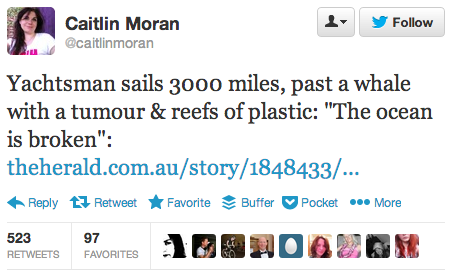 Caitlin Moran
@caitlinmoran
Follow
Yachtsman sails 3000 miles, past a whale
with a tumour & reefs of plastic: "The ocean
is broken":
theherald.com.au/story/1848433/...
Reply Retweet Favorite Buffer Pocket More
523 97
RETWEETS FAVORITES